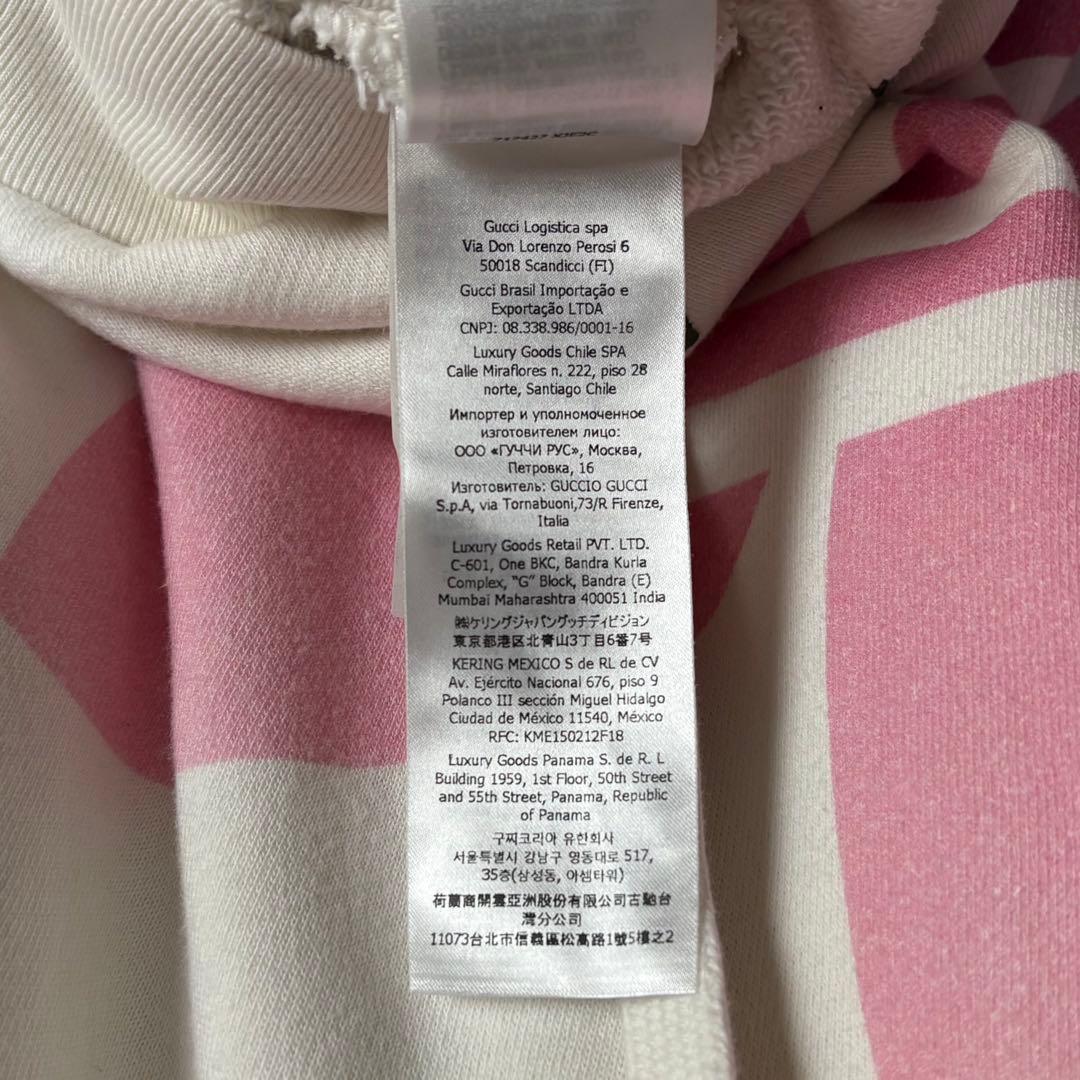 Gucci Logistica spa
Via Don Lorenzo Perosi 6
50018 Scandicci (FI)
Gucci Brasil Importação e
Exportação LTDA
CNPJ: 08.338.986/0001-16
Luxury Goods Chile SPA
Calle Miraflores n. 222, piso 28
norte, Santiago Chile
Импортер и уполномоченное
изготовителем лицо:
ООО «ГУЧЧИ РУС», Москва,
Петровка, 16
Изготовитель: GUCCIO GUCCI
S.p.A, via Tornabuoni,73/R Firenze,
Italia
Luxury Goods Retail PVT. LTD.
C-601, One BKC, Bandra Kurla
Complex, "G" Block, Bandra (E)
Mumbai Maharashtra 400051 India
㈱ケリングジャパングッチディビジョン
東京都港区北青山3丁目6番7号
KERING MEXICO S de RL de CV
Av. Ejército Nacional 676, piso 9
Polanco III sección Miguel Hidalgo
Ciudad de México 11540, México
RFC: KME150212F18
Luxury Goods Panama S. de R. L
Building 1959, 1st Floor, 50th Street
and 55th Street, Panama, Republic
of Panama
구찌코리아 유한회사
서울특별시 강남구 영동대로 517,
35층(삼성동, 아셈타워)
荷蘭商開雲亞洲股份有限公司古馳台
灣分公司
11073台北市信義區松高路1號5樓之2